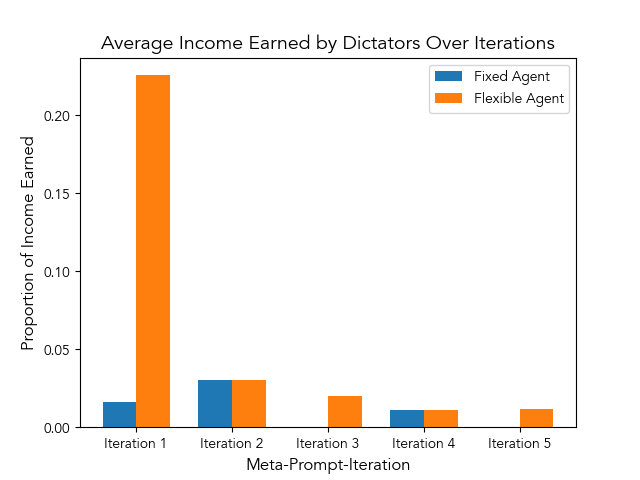 Average Income Earned by Dictators Over Iterations
Fixed Agent
Flexible Agent
Proportion of Income Earned
0.20
0.15
0.10
0.05
0.00
Iteration 1
Iteration 2
Iteration 3
Iteration 4
Iteration 5
Meta-Prompt-Iteration